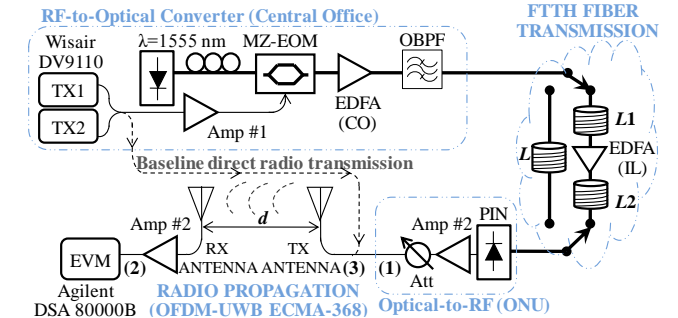 RF-to-Optical Converter (Central Office)
FTTH FIBER
TRANSMISSION
Wisair
DV9110
λ=1555 nm
MZ-EOM
OBPF
TX1
TX2
Amp #1
EDFA
(CO)
L
L1
EDFA
(IL)
L2
Baseline direct radio transmission
d
Amp #2
RX
ANTENNA
TX
ANTENNA
(3)
(1)
Amp #2
PIN
Att
EVM
(2)
Agilent
DSA 80000B
RADIO PROPAGATION
(OFDM-UWB ECMA-368)
Optical-to-RF (ONU)